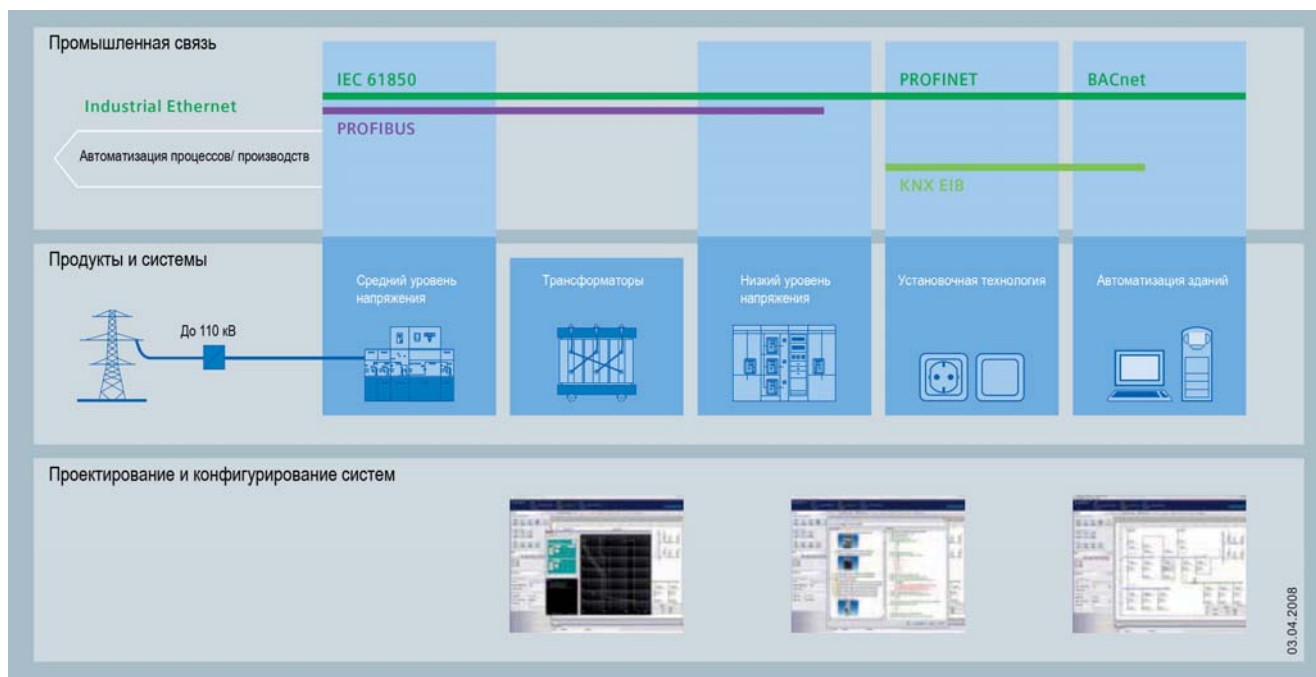 Промышленная связь
IEC 61850
PROFINET
BACnet
Industrial Ethernet
PROFIBUS
Автоматизация процессов/ производств
KNX EIB
Продукты и системы
Средний уровень
напряжения
Трансформаторы
Низкий уровень
напряжения
Установочная технология
Автоматизация зданий
До 110 кВ
Проектирование и конфигурирование систем
03.04.2008